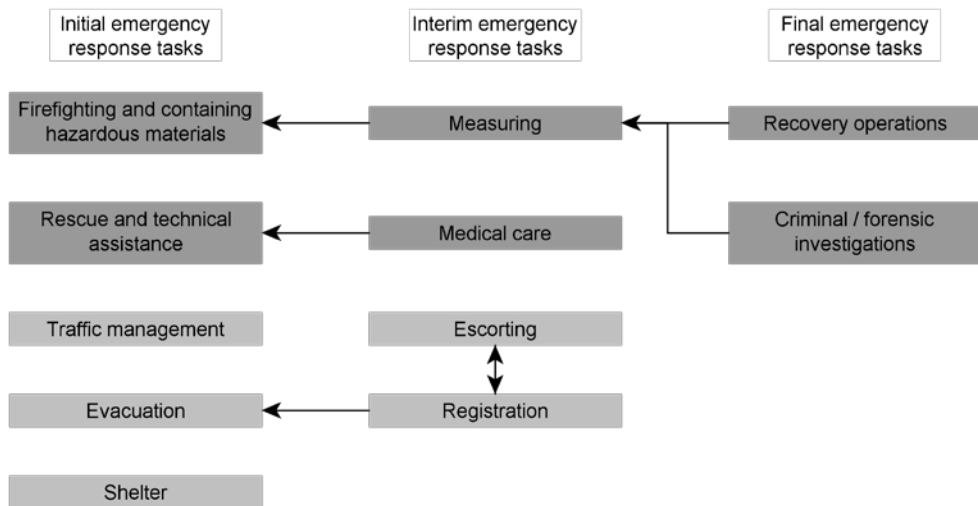 Initial emergency
response tasks
Interim emergency
response tasks
Final emergency
response tasks
Firefighting and containing
hazardous materials
Measuring
Recovery operations
Rescue and technical
assistance
Medical care
Criminal / forensic
investigations
Traffic management
Escorting
Evacuation
Registration
Shelter